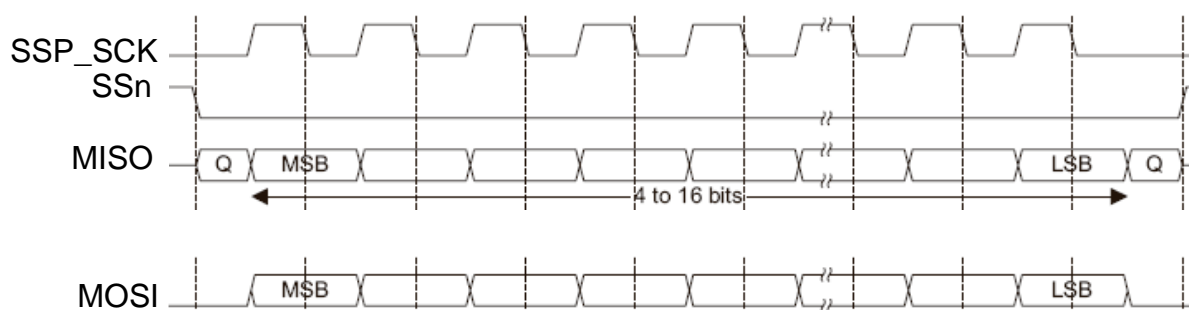 SSP_SCK
SSn
MISO Q MSB LSB Q
4 to 16 bits
MOSI MSB LSB